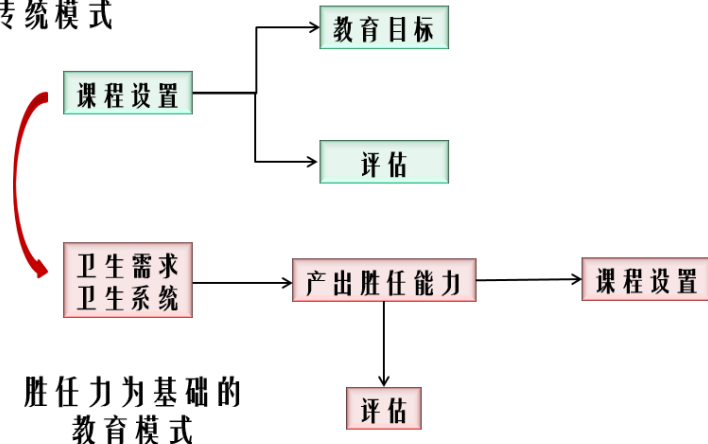 传统模式
教育目标
课程设置
评估
卫生需求
卫生系统
产出胜任能力
课程设置
评估
胜任力为基础的
教育模式